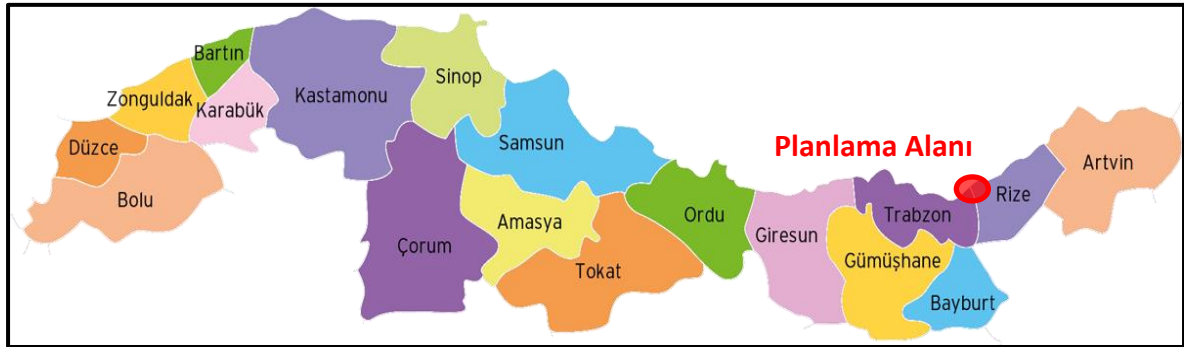 Bartın
Zonguldak
Karabük
Kastamonu
Sinop
Düzce
Bolu
Samsun
Çorum
Amasya
Tokat
Ordu
Giresun
Planlama Alanı
Trabzon
Gümüşhane
Bayburt
Rize
Artvin